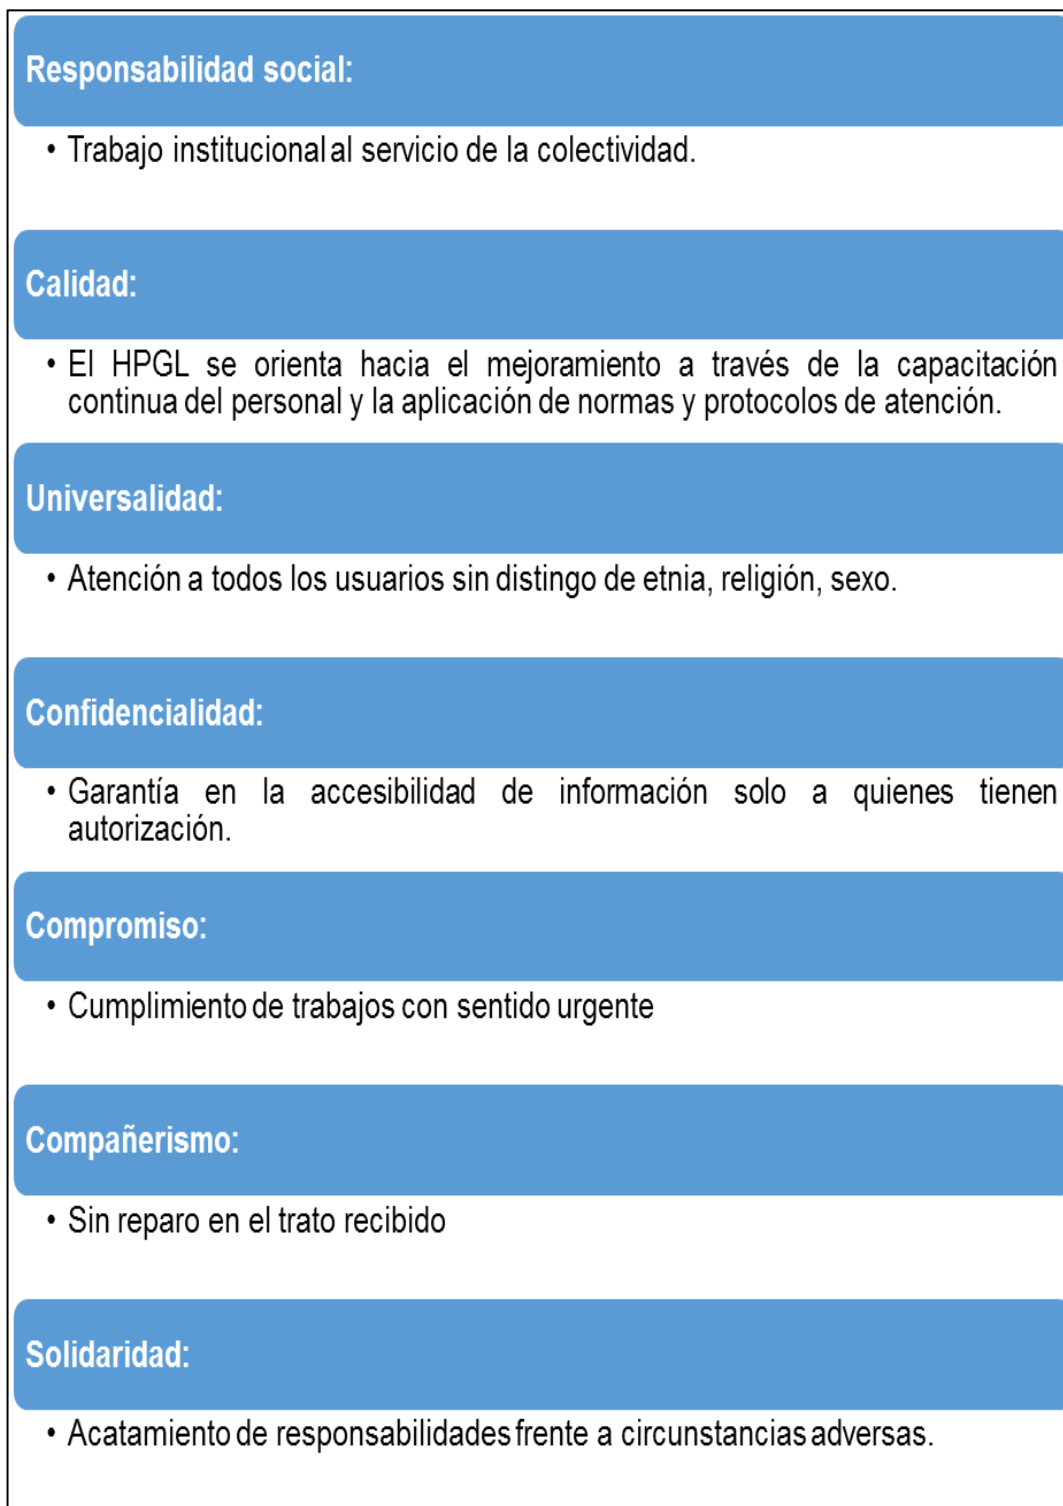 Responsabilidad social:
• Trabajo institucional al servicio de la colectividad.
Calidad:
• El HPGL se orienta hacia el mejoramiento a través de la capacitación
continua del personal y la aplicación de normas y protocolos de atención.
Universalidad:
• Atención a todos los usuarios sin distingo de etnia, religión, sexo.
Confidencialidad:
• Garantía en la accesibilidad de información solo a quienes tienen
autorización.
Compromiso:
• Cumplimiento de trabajos con sentido urgente
Compañerismo:
• Sin reparo en el trato recibido
Solidaridad:
• Acatamiento de responsabilidades frente a circunstancias adversas.